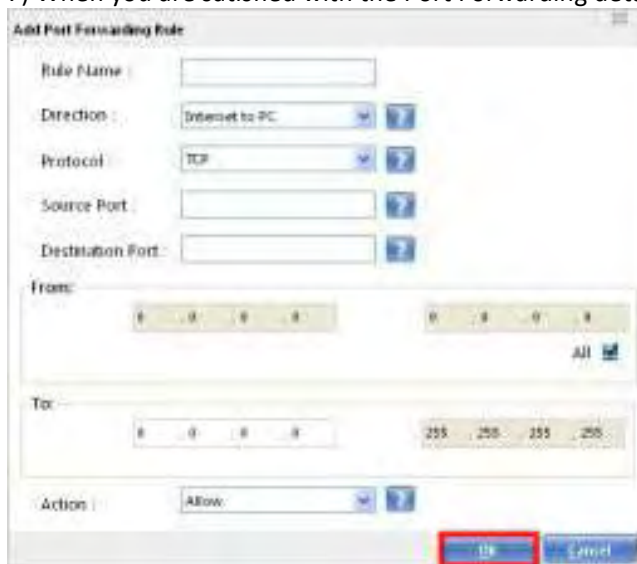 7) When you are satisfied with the Port Forwarding
Add Port Forwarding Rule
Rule Name :
Direction : Internet to PC ?
Protocol TCP ?
Source Port : ?
Destination Port : ?
From:
0 . 0 . 0 . 0 0 . 0 . 0 . 0
All
To:
0 . 0 . 0 . 0 255 . 255 . 255 . 255
Action : Allow ?
Ok Cancel